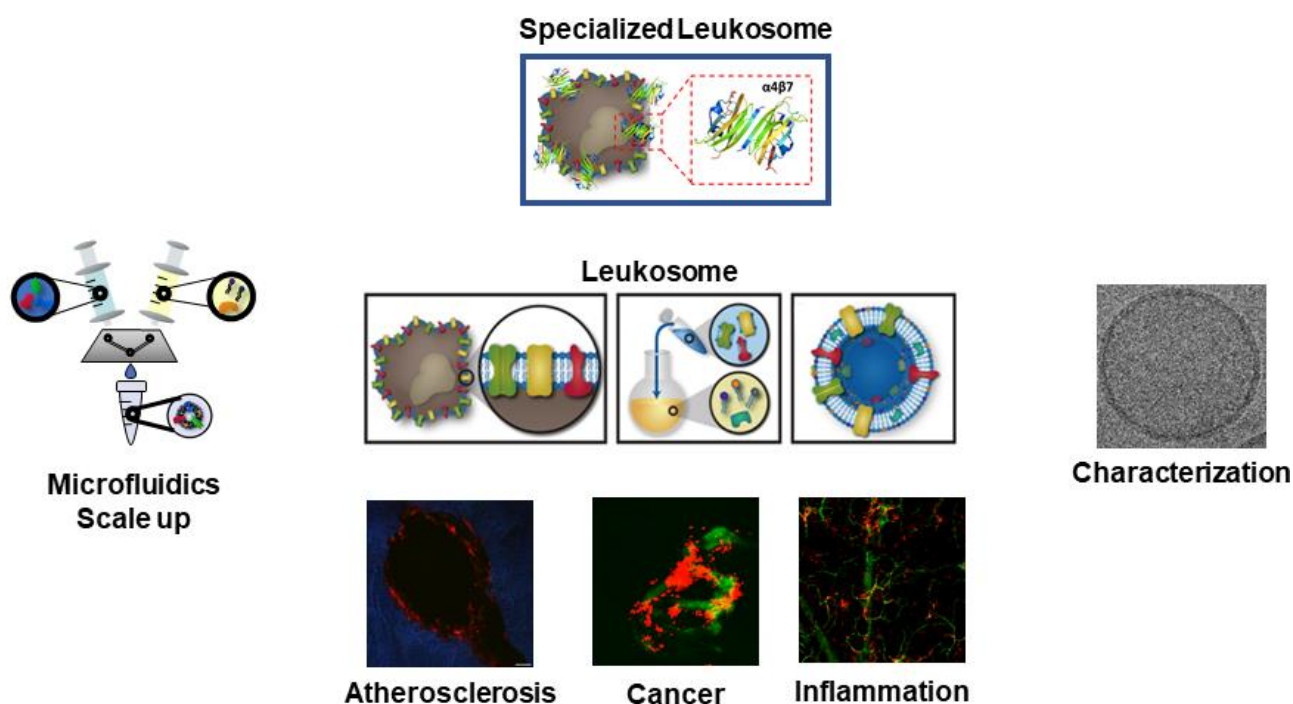 Specialized Leukosome
α4β7
Leukosome
Microfluidics
Scale up
Characterization
Atherosclerosis
Cancer
Inflammation